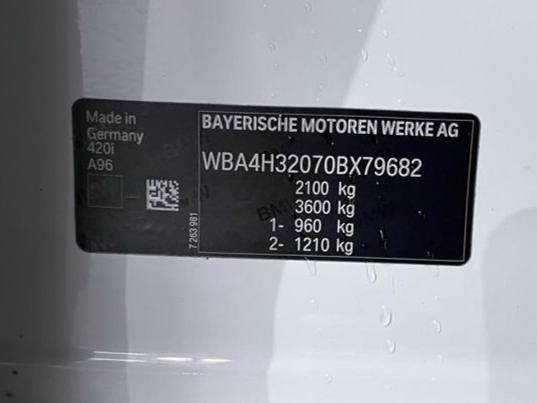 Made in
Germany
420i
A96
7 263 981
BAYERISCHE MOTOREN WERKE AG
WBA4H32070BX79682
2100 kg
3600 kg
1- 960 kg
2- 1210 kg